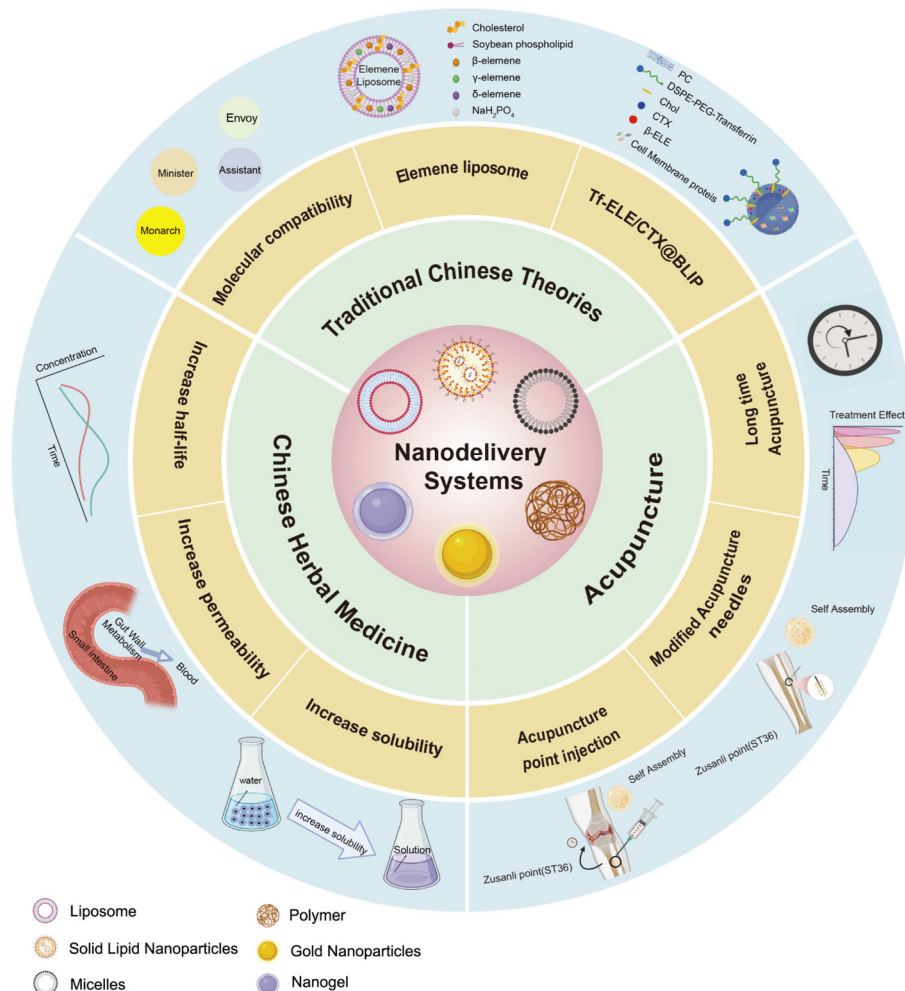 Cholesterol
Soybean phospholipid
β-elemene
γ-elemene
δ-elemene
NaH₂PO₄
Elemene
Liposome
PC
DSPE-PEG-Transferrin
Chol
CTX
β-ELE
Cell Membrane proteis
Envoy
Minister
Assistant
Monarch
Molecular compatibility
Elemene liposome
Tf-ELE/CTX@BLIP
Traditional Chinese Theories
Concentration
Time
Increase half-life
Increase permeability
Increase solubility
Chinese Herbal Medicine
Nanodelivery
Systems
Acupuncture
Long time
Acupuncture
Modified Acupuncture
needles
Acupuncture
point injection
Treatment Effect
Time
Self Assembly
Zusanli point(ST36)
Self Assembly
Zusanli point(ST36)
Small intestine
Gut Wall
Metabolism
Blood
water
increase solubility
Solution
Liposome
Solid Lipid Nanoparticles
Micelles
Polymer
Gold Nanoparticles
Nanogel